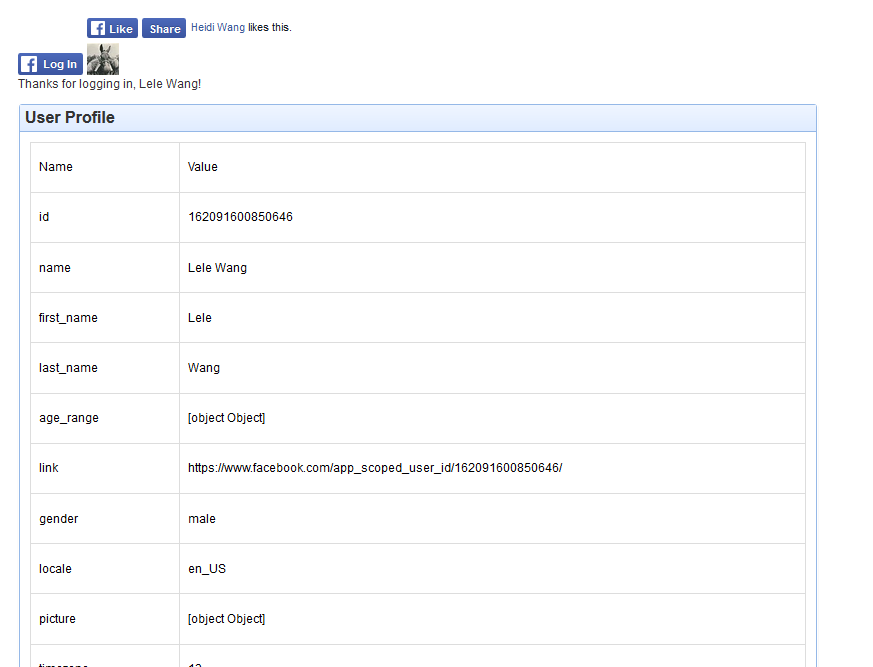 Like Share Heidi Wang likes this.
Log In
Thanks for logging in, Lele Wang!
User Profile
Name Value
id 162091600850646
name Lele Wang
first_name Lele
last_name Wang
age_range [object Object]
link https://www.facebook.com/app_scoped_user_id/162091600850646/
gender male
locale en_US
picture [object Object]